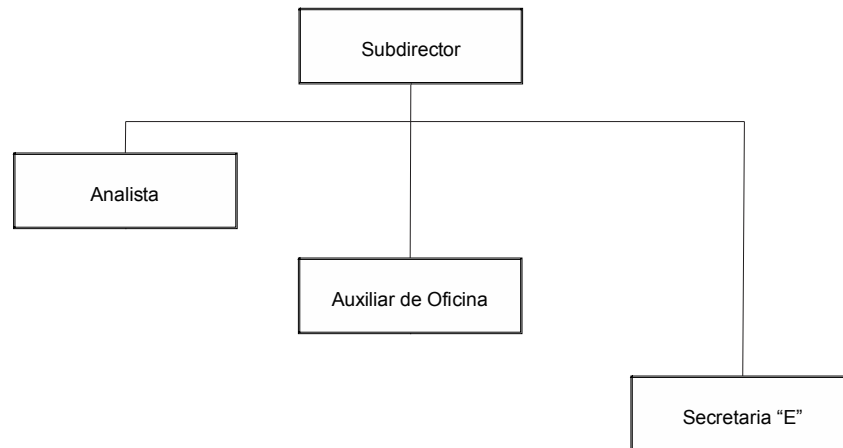 Subdirector
Analista
Auxiliar de Oficina
Secretaria “E”